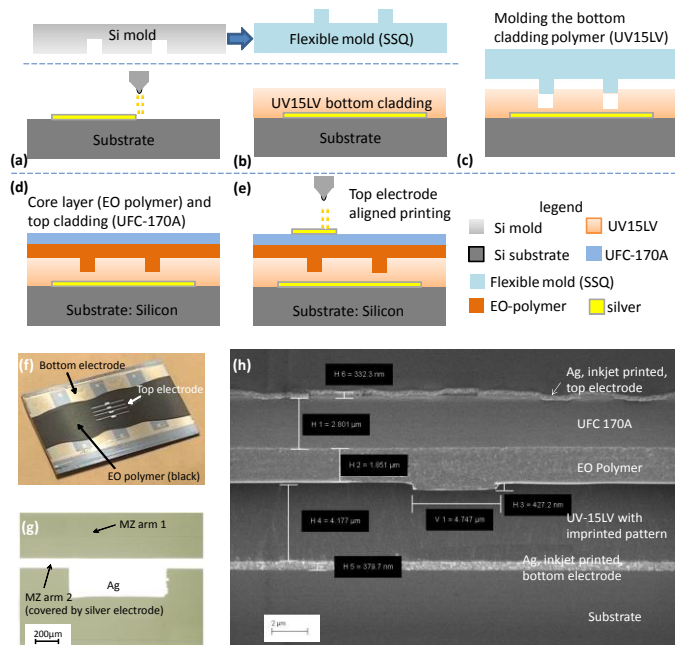 Si mold
Flexible mold (SSQ)
Molding the bottom
cladding polymer (UV15LV)
Substrate
(a)
UV15LV bottom cladding
Substrate
(b)
(c)
(d)
Core layer (EO polymer) and
top cladding (UFC-170A)
Substrate: Silicon
(e)
Top electrode
aligned printing
Substrate: Silicon
legend
Si mold
UV15LV
Si substrate
UFC-170A
Flexible mold (SSQ)
EO-polymer
silver
(f)
Bottom electrode
Top electrode
EO polymer (black)
(g)
MZ arm 1
Ag
MZ arm 2
(covered by silver electrode)
200μm
(h)
H 6 = 332.3 nm
Ag, inkjet printed,
top electrode
H 1 = 2.801 μm
UFC 170A
H 2 = 1.851 μm
EO Polymer
H 3 = 427.2 nm
V 1 = 4.747 μm
H 4 = 4.177 μm
UV-15LV with
imprinted pattern
Ag, inkjet printed,
bottom electrode
H 5 = 379.7 nm
Substrate
2 μm